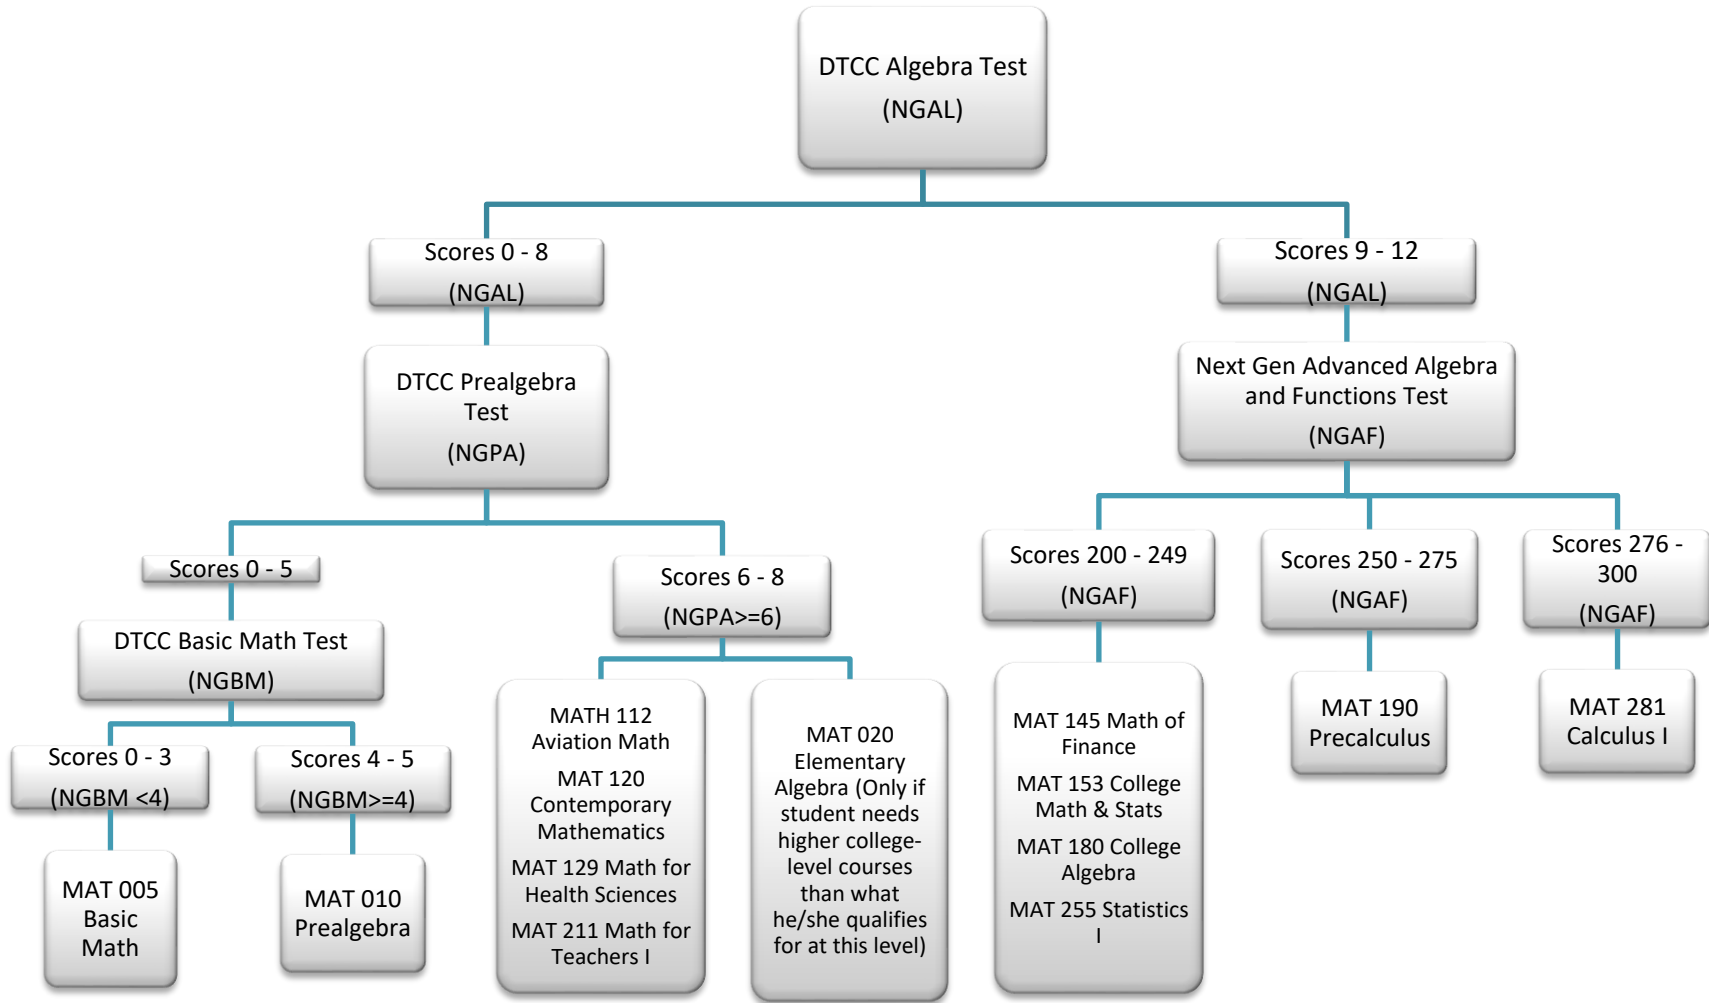 DTCC Algebra Test
(NGAL)
Scores 0 - 8
(NGAL)
Scores 9 - 12
(NGAL)
DTCC Prealgebra
Test
(NGPA)
Next Gen Advanced Algebra
and Functions Test
(NGAF)
Scores 0 - 5
Scores 6 - 8
(NGPA>=6)
Scores 200 - 249
(NGAF)
Scores 250 - 275
(NGAF)
Scores 276 -
300
(NGAF)
DTCC Basic Math Test
(NGBM)
Scores 0 - 3
(NGBM <4)
Scores 4 - 5
(NGBM>=4)
MAT 005
Basic
Math
MAT 010
Prealgebra
MATH 112
Aviation Math
MAT 120
Contemporary
Mathematics
MAT 129 Math for
Health Sciences
MAT 211 Math for
Teachers I
MAT 020
Elementary
Algebra (Only if
student needs
higher college-
level courses
than what
he/she qualifies
for at this level)
MAT 145 Math of
Finance
MAT 153 College
Math & Stats
MAT 180 College
Algebra
MAT 255 Statistics
I
MAT 190
Precalculus
MAT 281
Calculus I